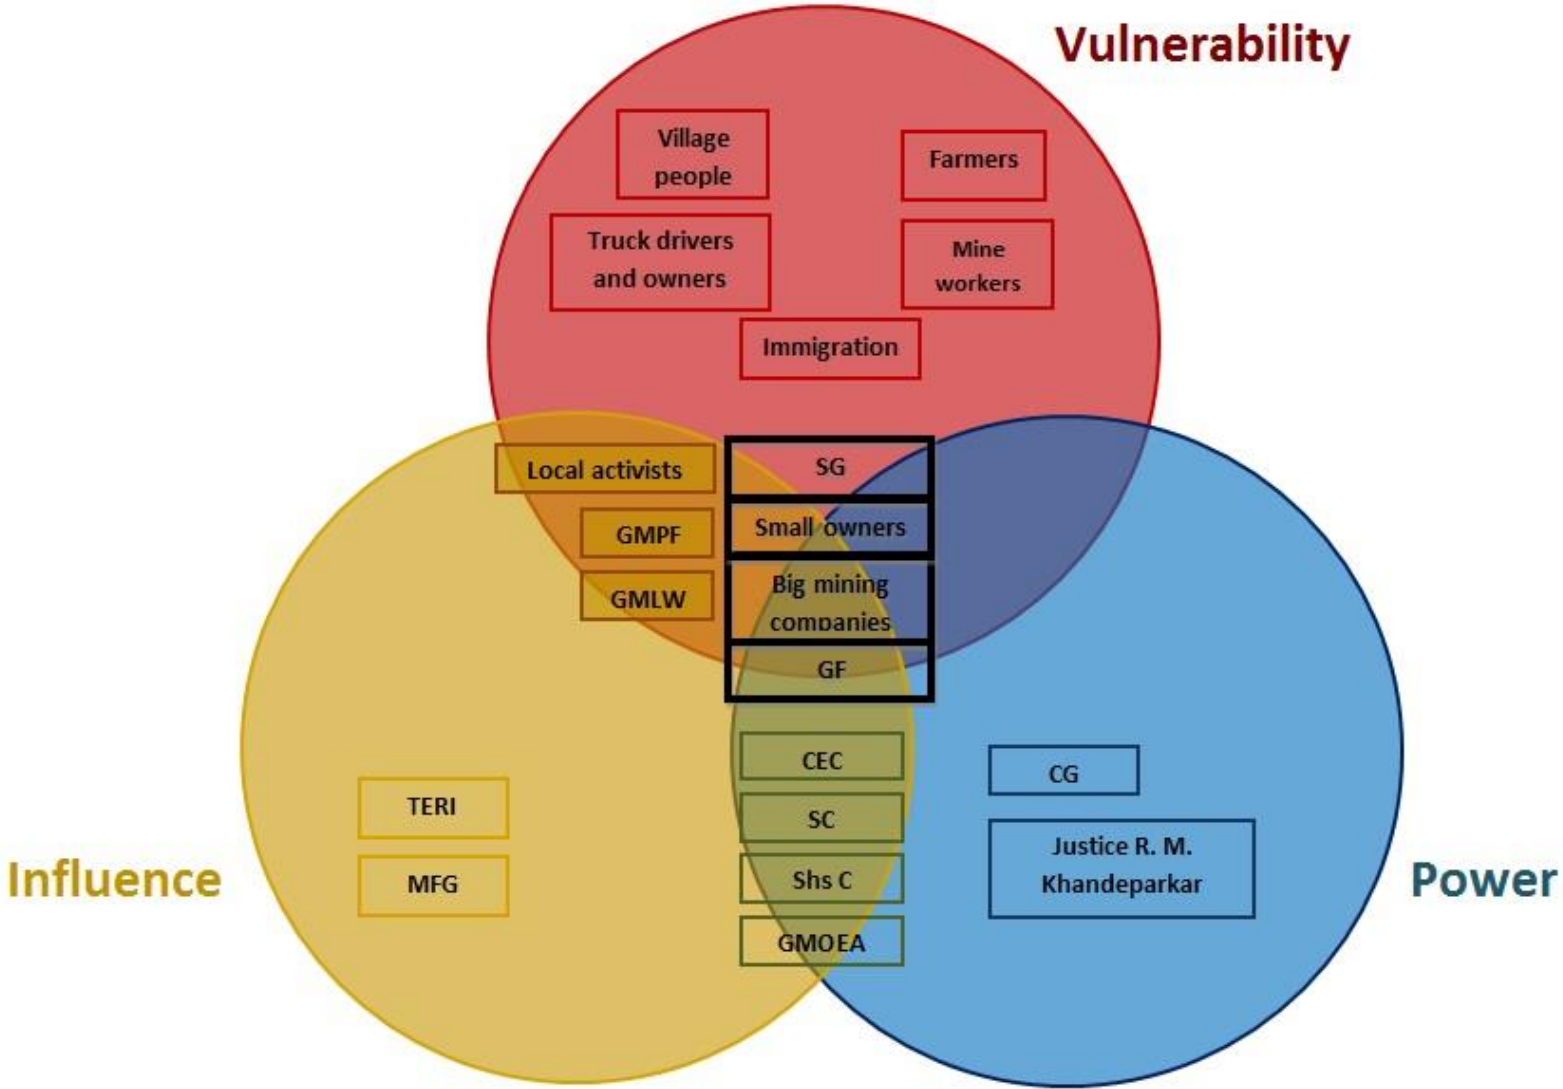 Vulnerability
Village
people
Farmers
Truck drivers
and owners
Mine
workers
Immigration
Local activists
SG
GMPF
Small owners
GMLW
Big mining
companies
GF
CEC
CG
TERI
SC
Justice R. M.
Khandeparkar
Influence
MFG
Shs C
Power
GMOEA